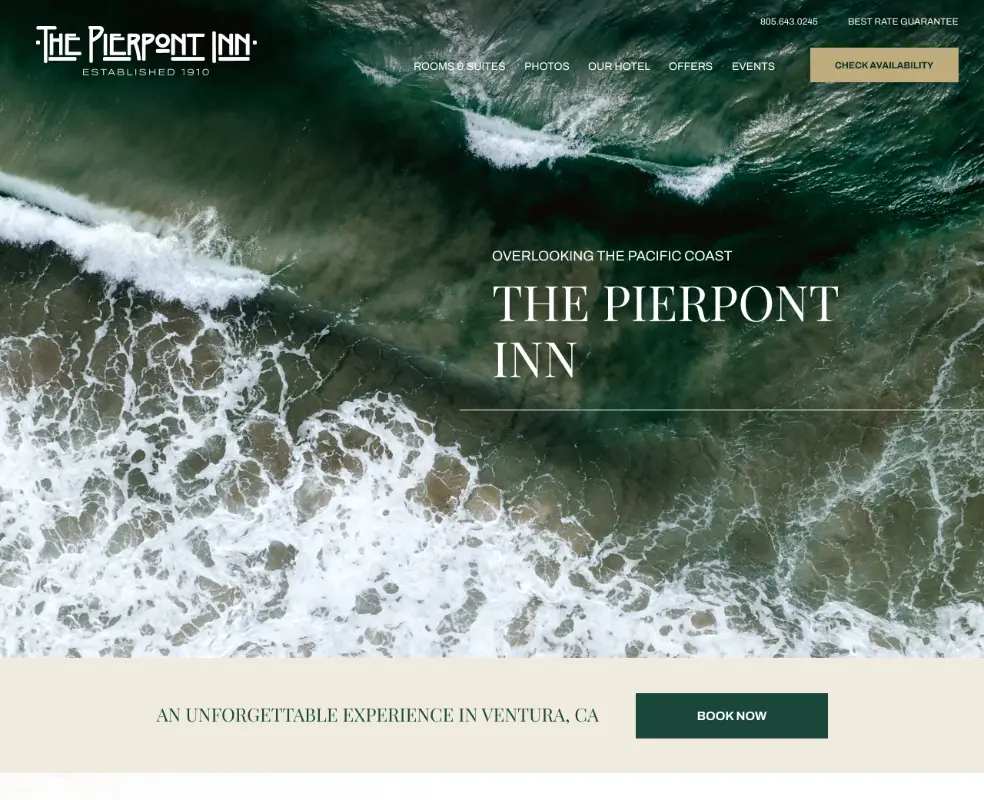 805.643.0245
BEST RATE GUARANTEE
THE PIERPONT INN
ESTABLISHED 1910
ROOMS & SUITES
PHOTOS
OUR HOTEL
OFFERS
EVENTS
CHECK AVAILABILITY
OVERLOOKING THE PACIFIC COAST
THE PIERPONT
INN
AN UNFORGETTABLE EXPERIENCE IN VENTURA, CA
BOOK NOW